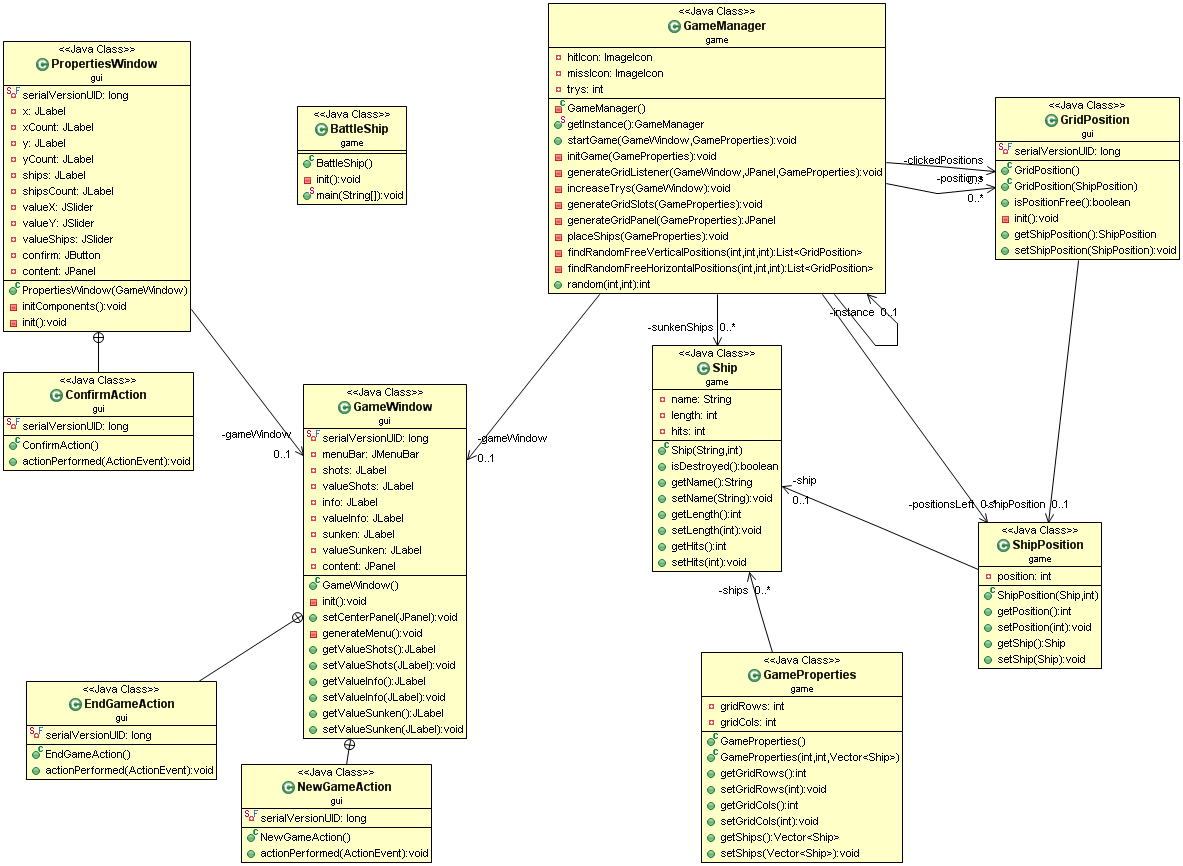 <<Java Class>>
PropertiesWindow
gui
serialVersionUID: long
x: JLabel
xCount: JLabel
y: JLabel
yCount: JLabel
ships: JLabel
shipsCount: JLabel
valueX: JSlider
valueY: JSlider
valueShips: JSlider
confirm: JButton
content: JPanel
PropertiesWindow(GameWindow)
initComponents():void
init():void
<<Java Class>>
ConfirmAction
gui
serialVersionUID: long
ConfirmAction()
actionPerformed(ActionEvent):void
<<Java Class>>
BattleShip
game
BattleShip()
init():void
main(String[]):void
<<Java Class>>
GameManager
game
hitIcon: ImageIcon
missIcon: ImageIcon
trys: int
GameManager()
getInstance():GameManager
startGame(GameWindow,GameProperties):void
initGame(GameProperties):void
generateGridListener(GameWindow,JPanel,GameProperties):void
increaseTrys(GameWindow):void
generateGridSlots(GameProperties):void
generateGridPanel(GameProperties):JPanel
placeShips(GameProperties):void
findRandomFreeVerticalPositions(int,int,int):List<GridPosition>
findRandomFreeHorizontalPositions(int,int,int):List<GridPosition>
random(int,int):int
-clickedPositions
-positions
0..*
0..*
<<Java Class>>
GridPosition
gui
serialVersionUID: long
GridPosition()
GridPosition(ShipPosition)
isPositionFree():boolean
init():void
getShipPosition():ShipPosition
setShipPosition(ShipPosition):void
-instance 0..1
-sunkenShips 0..*
-gameWindow
0..1
-gameWindow
0..1
<<Java Class>>
GameWindow
gui
serialVersionUID: long
menuBar: JMenuBar
shots: JLabel
valueShots: JLabel
info: JLabel
valueInfo: JLabel
sunken: JLabel
valueSunken: JLabel
content: JPanel
GameWindow()
init():void
setCenterPanel(JPanel):void
generateMenu():void
getValueShots():JLabel
setValueShots(JLabel):void
getValueInfo():JLabel
setValueInfo(JLabel):void
getValueSunken():JLabel
setValueSunken(JLabel):void
<<Java Class>>
Ship
game
name: String
length: int
hits: int
Ship(String,int)
isDestroyed():boolean
getName():String
setName(String):void
getLength():int
setLength(int):void
getHits():int
setHits(int):void
-ship
0..1
-positionsLeft 0..*
-shipPosition 0..1
<<Java Class>>
ShipPosition
game
position: int
ShipPosition(Ship,int)
getPosition():int
setPosition(int):void
getShip():Ship
setShip(Ship):void
-ships 0..*
<<Java Class>>
GameProperties
game
gridRows: int
gridCols: int
GameProperties()
GameProperties(int,int,Vector<Ship>)
getGridRows():int
setGridRows(int):void
getGridCols():int
setGridCols(int):void
getShips():Vector<Ship>
setShips(Vector<Ship>):void
<<Java Class>>
EndGameAction
gui
serialVersionUID: long
EndGameAction()
actionPerformed(ActionEvent):void
<<Java Class>>
NewGameAction
gui
serialVersionUID: long
NewGameAction()
actionPerformed(ActionEvent):void